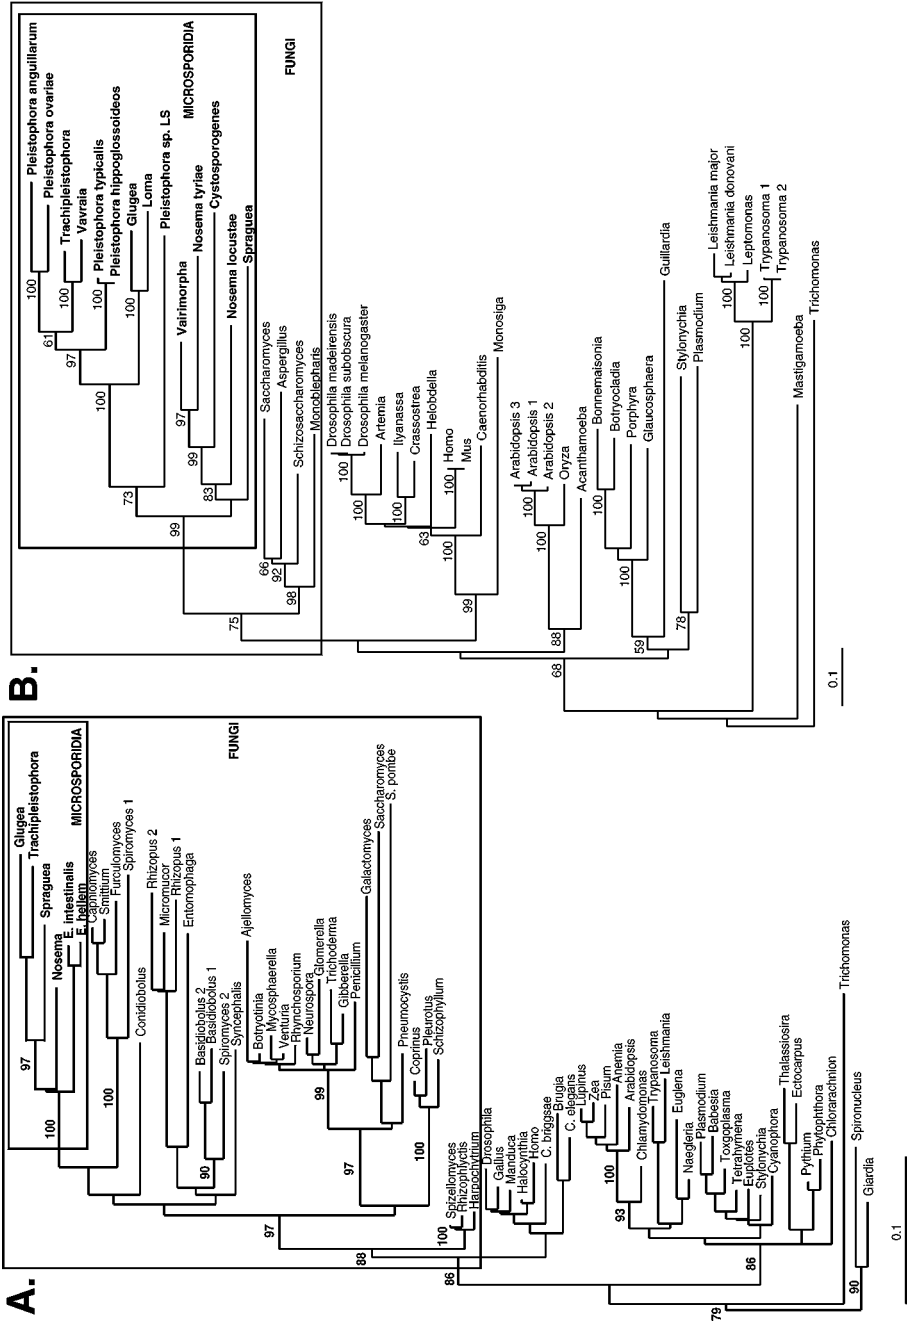 A.
Glugea
Trachipleistophora
Spraguea
Nosema
E. intestinalis
E. hellem
MICROSPORIDIA
Capniomyces
Smittium
Furculomyces
Spiromyces 1
Conidiobolus
Rhizopus 2
Micromucor
Rhizopus 1
Entomophaga
Basidiobolus 2
Basidiobolus 1
Spiromyces 2
Syncephalis
FUNGI
Ajellomyces
Botryotinia
Mycosphaerella
Venturia
Rhynchosporium
Neurospora
Glomerella
Trichoderma
Gibberella
Penicillium
Galactomyces
Saccharomyces
S. pombe
Pneumocystis
Coprinus
Pleurotus
Schizophyllum
Spizellomyces
Rhizophlyctis
Harpochytrium
Drosophila
Gallus
Manduca
Halocynthia
Homo
C. briggsae
Brugia
C. elegans
Lupinus
Zea
Pisum
Anemia
Arabidopsis
Chlamydomonas
Trypanosoma
Leishmania
Euglena
Naegleria
Plasmodium
Babesia
Toxgoplasma
Tetrahymena
Euplotes
Stylonychia
Cyanophora
Thalassiosira
Ectocarpus
Pythium
Phytophthora
Chlorarachnion
Trichomonas
Spironucleus
Giardia
97
100
100
90
99
97
100
97
100
88
86
100
93
86
79
90
0.1
B.
Pleistophora anguillarum
Pleistophora ovariae
Trachipleistophora
Vavraia
Pleistophora typicalis
Pleistophora hippoglossoideos
Glugea
Loma
Pleistophora sp. LS
Vairimorpha
Nosema tyriae
Cystosporogenes
Nosema locustae
Spraguea
MICROSPORIDIA
FUNGI
Saccharomyces
Aspergillus
Schizosaccharomyces
Monoblepharis
Drosophila madeirensis
Drosophila subobscura
Drosophila melanogaster
Artemia
Ilyanassa
Crassostrea
Helobdella
Homo
Mus
Caenorhabditis
Monosiga
Arabidopsis 3
Arabidopsis 1
Arabidopsis 2
Oryza
Acanthamoeba
Bonnemaisonia
Botryocladia
Porphyra
Glaucosphaera
Guillardia
Stylonychia
Plasmodium
Leishmania major
Leishmania donovani
Leptomonas
Trypanosoma 1
Trypanosoma 2
Mastigamoeba
Trichomonas
100
61
100
97
100
100
100
73
97
99
83
99
66
92
98
75
100
100
100
63
100
100
99
100
100
88
100
100
59
78
68
100
100
100
0.1